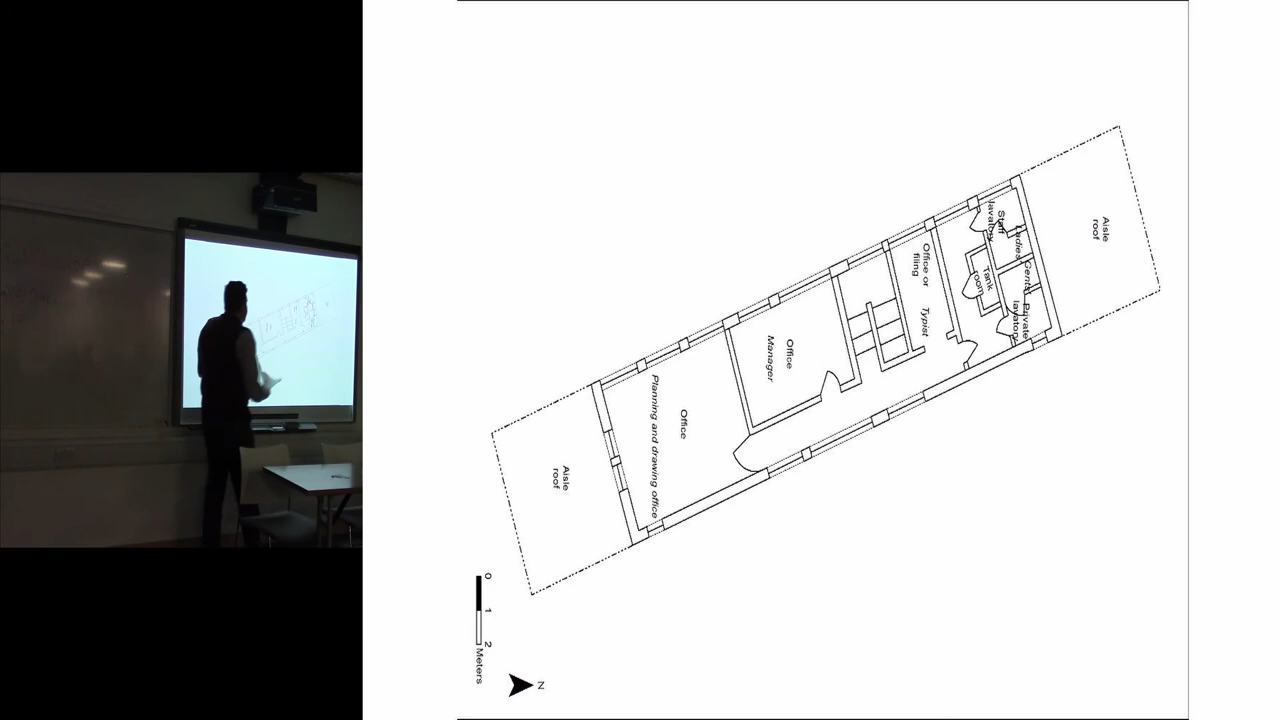 Aisle
roof
Staff
lavatory
Ladies
Gents
Private
lavatory
Tank
room
Office or
filing
Typist
Office
Manager
Office
Planning and drawing office
Aisle
roof
0 1 2
Meters
N